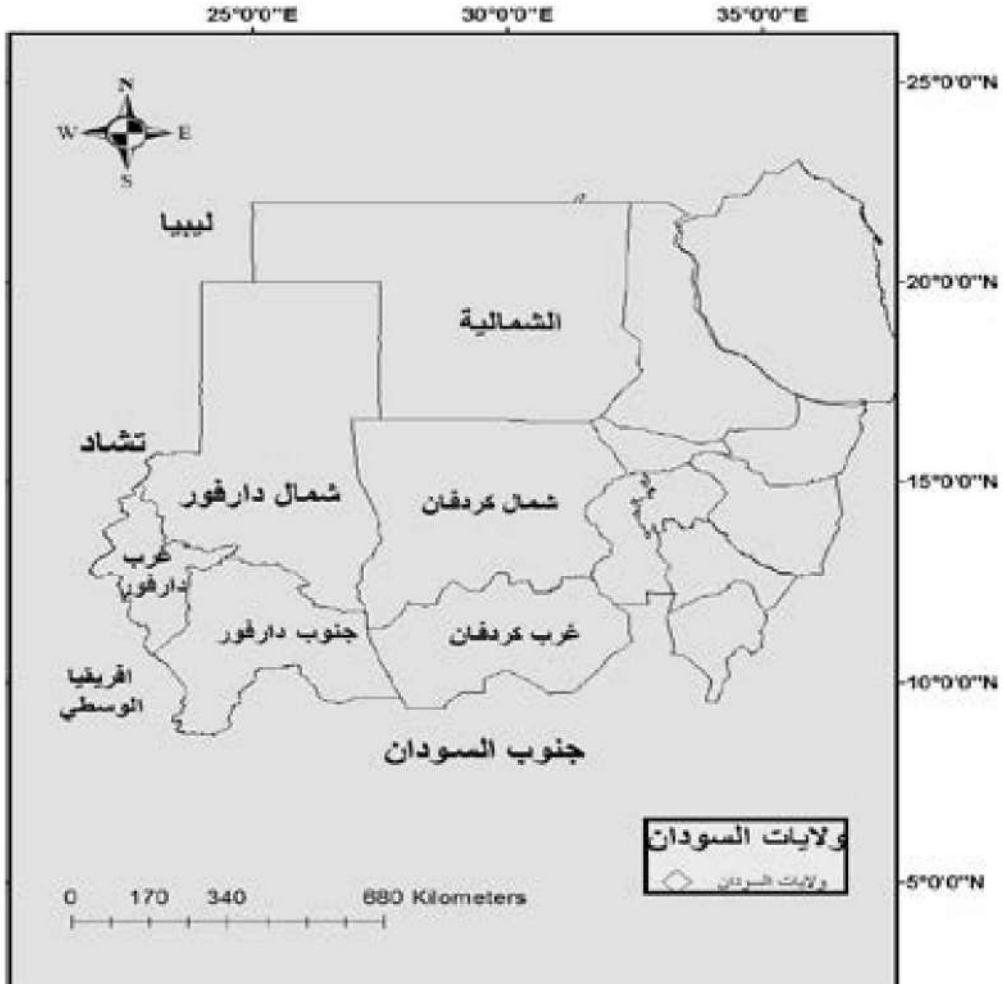 25°0'0"E 30°0'0"E 35°0'0"E
25°0'0"N
N
W E
S
ليبيا
20°0'0"N
الشمالية
تشاد
15°0'0"N
شمال دارفور
شمال كردفان
غرب
دارفور
جنوب دارفور
غرب كردفان
افريقيا
الوسطي
10°0'0"N
جنوب السودان
ولايات السودان
ولايات السودان
5°0'0"N
0 170 340 680 Kilometers